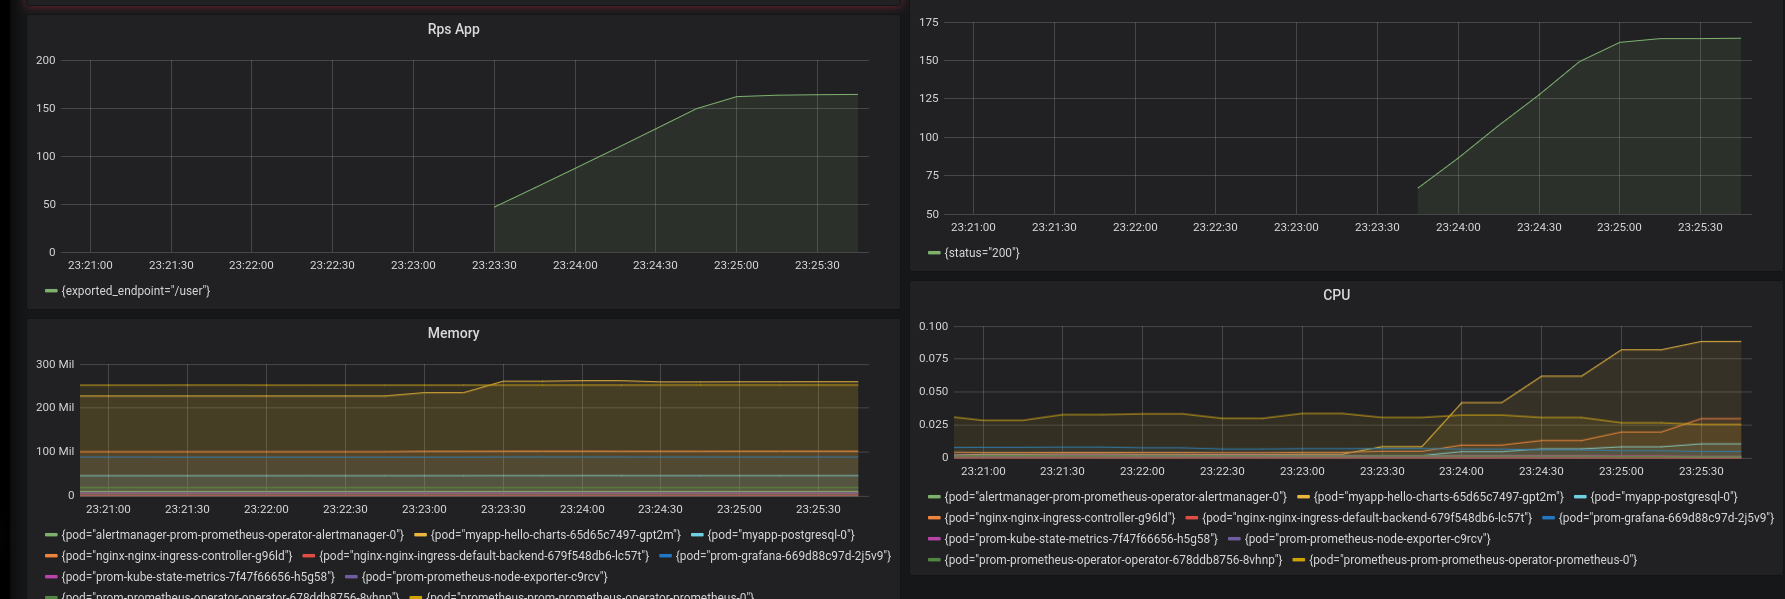 Rps App
200
150
100
50
0
23:21:00 23:21:30 23:22:00 23:22:30 23:23:00 23:23:30 23:24:00 23:24:30 23:25:00 23:25:30
{exported_endpoint="/user"}
175
150
125
100
75
50
23:21:00 23:21:30 23:22:00 23:22:30 23:23:00 23:23:30 23:24:00 23:24:30 23:25:00 23:25:30
{status="200"}
Memory
300 Mil
200 Mil
100 Mil
0
23:21:00 23:21:30 23:22:00 23:22:30 23:23:00 23:23:30 23:24:00 23:24:30 23:25:00 23:25:30
{pod="alertmanager-prom-prometheus-operator-alertmanager-0"} {pod="myapp-hello-charts-65d65c7497-gpt2m"} {pod="myapp-postgresql-0"}
{pod="nginx-nginx-ingress-controller-g96ld"} {pod="nginx-nginx-ingress-default-backend-679f548db6-lc57t"} {pod="prom-grafana-669d88c97d-2j5v9"}
{pod="prom-kube-state-metrics-7f47f66656-h5g58"} {pod="prom-prometheus-node-exporter-c9rcv"}
{pod="prom-prometheus-operator-operator-678ddb8756-8vhnp"} {pod="prometheus-prom-prometheus-operator-prometheus-0"}
CPU
0.100
0.075
0.050
0.025
0
23:21:00 23:21:30 23:22:00 23:22:30 23:23:00 23:23:30 23:24:00 23:24:30 23:25:00 23:25:30
{pod="alertmanager-prom-prometheus-operator-alertmanager-0"} {pod="myapp-hello-charts-65d65c7497-gpt2m"} {pod="myapp-postgresql-0"}
{pod="nginx-nginx-ingress-controller-g96ld"} {pod="nginx-nginx-ingress-default-backend-679f548db6-lc57t"} {pod="prom-grafana-669d88c97d-2j5v9"}
{pod="prom-kube-state-metrics-7f47f66656-h5g58"} {pod="prom-prometheus-node-exporter-c9rcv"}
{pod="prom-prometheus-operator-operator-678ddb8756-8vhnp"} {pod="prometheus-prom-prometheus-operator-prometheus-0"}